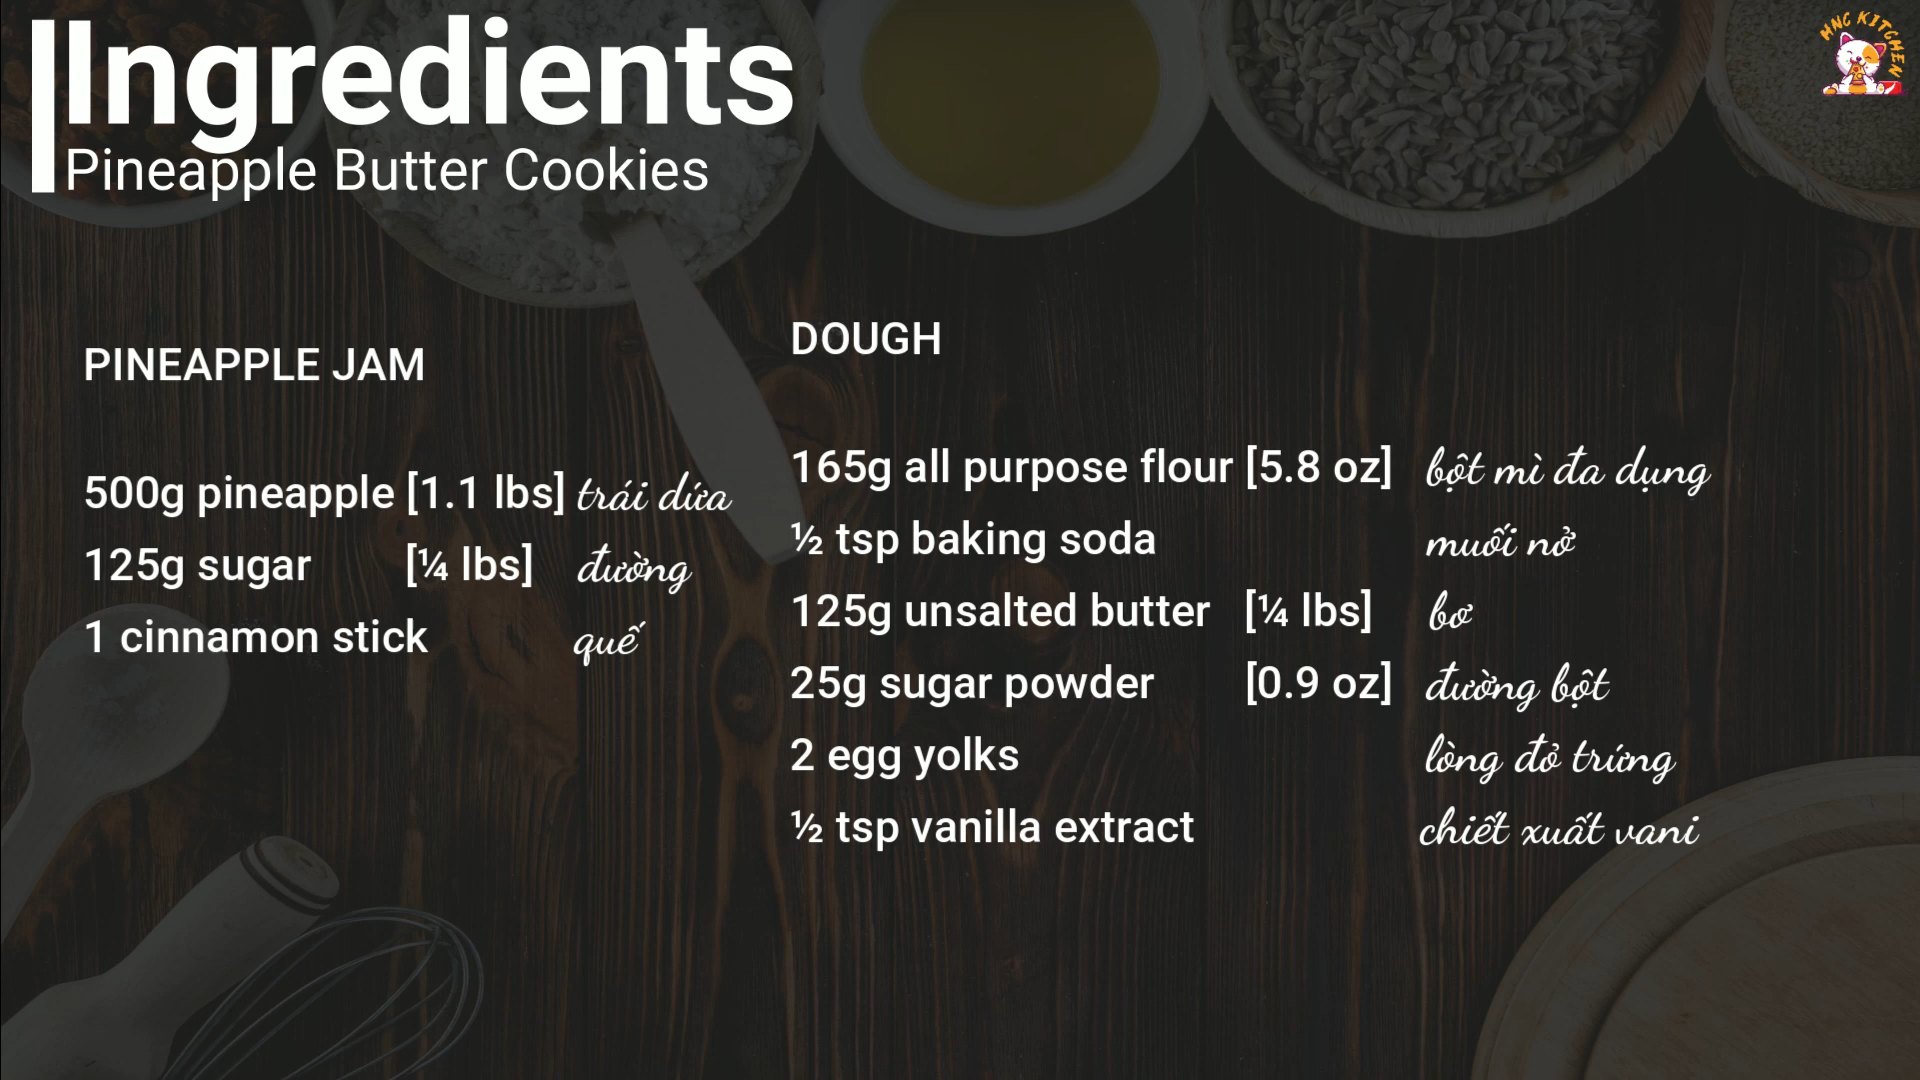 Ingredients
Pineapple Butter Cookies
HNC KITCHEN
PINEAPPLE JAM
500g pineapple [1.1 lbs] trái dứa
125g sugar [¼ lbs] đường
1 cinnamon stick quế
DOUGH
165g all purpose flour [5.8 oz] bột mì đa dụng
½ tsp baking soda muối nở
125g unsalted butter [¼ lbs] bơ
25g sugar powder [0.9 oz] đường bột
2 egg yolks lòng đỏ trứng
½ tsp vanilla extract chiết xuất vani